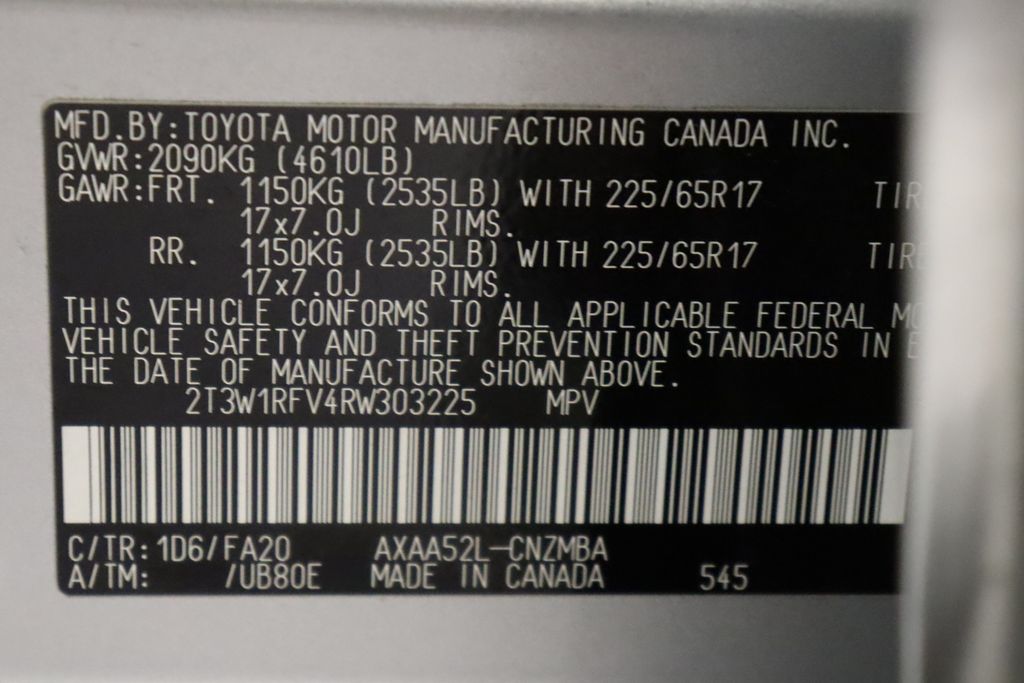 MFD.BY:TOYOTA MOTOR MANUFACTURING CANADA INC.
GVWR:2090KG (4610LB)
GAWR:FRT. 1150KG (2535LB) WITH 225/65R17 TIR
17x7.0J RIMS.
RR. 1150KG (2535LB) WITH 225/65R17 TIRE
17x7.0J RIMS.
THIS VEHICLE CONFORMS TO ALL APPLICABLE FEDERAL MO
VEHICLE SAFETY AND THEFT PREVENTION STANDARDS IN E
THE DATE OF MANUFACTURE SHOWN ABOVE.
2T3W1RFV4RW303225 MPV
C/TR:1D6/FA20 AXAA52L-CNZMBA
A/TM: /UB80E MADE IN CANADA 545